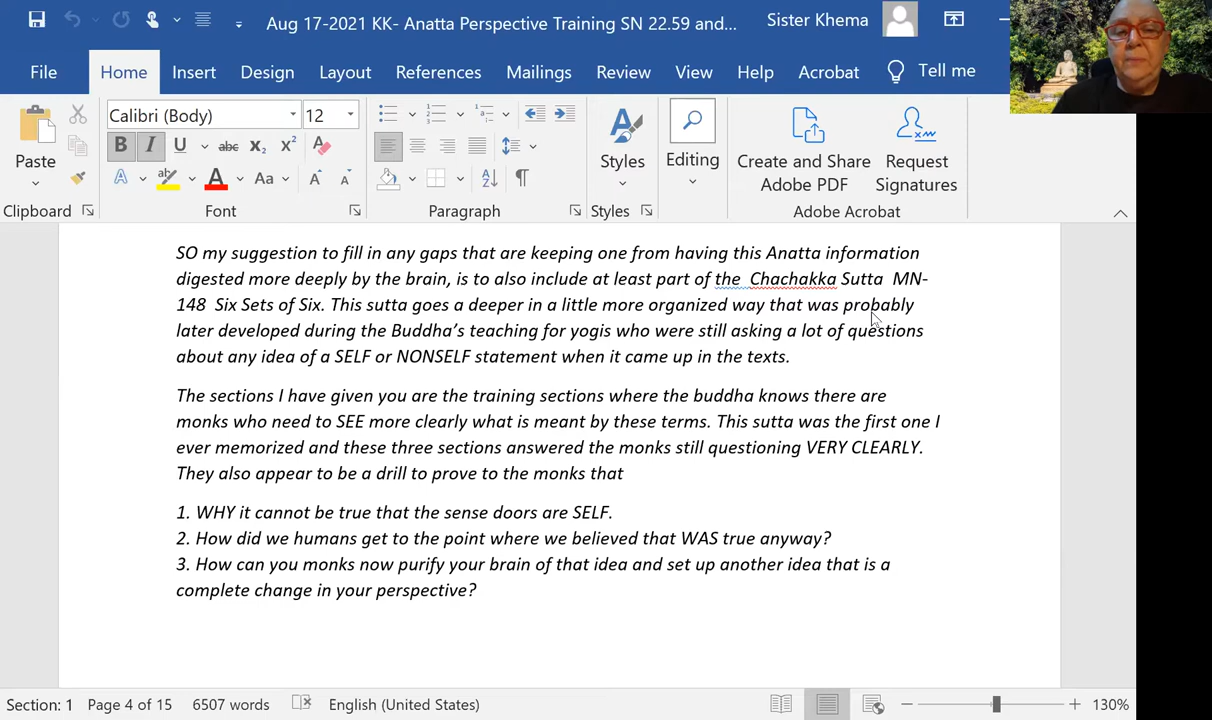 Aug 17-2021 KK- Anatta Perspective Training SN 22.59 and...
Sister Khema
File Home Insert Design Layout References Mailings Review View Help Acrobat Tell me
Calibri (Body) 12
Paste
B I U abc X₂ X² A
A A Aa A A
Styles
Editing
Create and Share
Adobe PDF
Request
Signatures
Clipboard Font Paragraph Styles Adobe Acrobat
SO my suggestion to fill in any gaps that are keeping one from having this Anatta information
digested more deeply by the brain, is to also include at least part of the Chachakka Sutta MN-
148 Six Sets of Six. This sutta goes a deeper in a little more organized way that was probably
later developed during the Buddha’s teaching for yogis who were still asking a lot of questions
about any idea of a SELF or NONSELF statement when it came up in the texts.
The sections I have given you are the training sections where the buddha knows there are
monks who need to SEE more clearly what is meant by these terms. This sutta was the first one I
ever memorized and these three sections answered the monks still questioning VERY CLEARLY.
They also appear to be a drill to prove to the monks that
1. WHY it cannot be true that the sense doors are SELF.
2. How did we humans get to the point where we believed that WAS true anyway?
3. How can you monks now purify your brain of that idea and set up another idea that is a
complete change in your perspective?
Section: 1 Page 4 of 15 6507 words English (United States) 130%